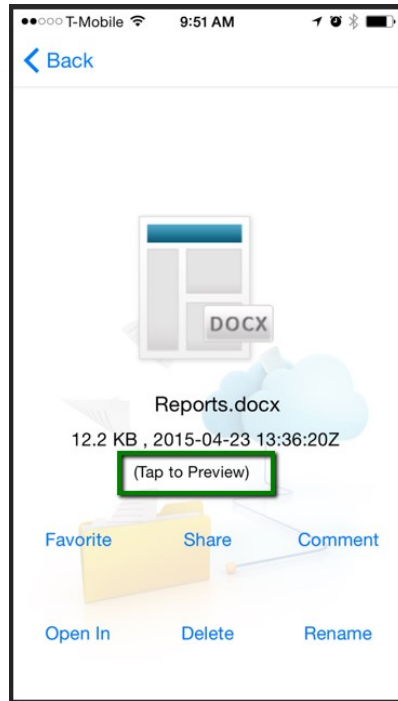 T-Mobile 9:51 AM
Back
DOCX
Reports.docx
12.2 KB , 2015-04-23 13:36:20Z
(Tap to Preview)
Favorite Share Comment
Open In Delete Rename